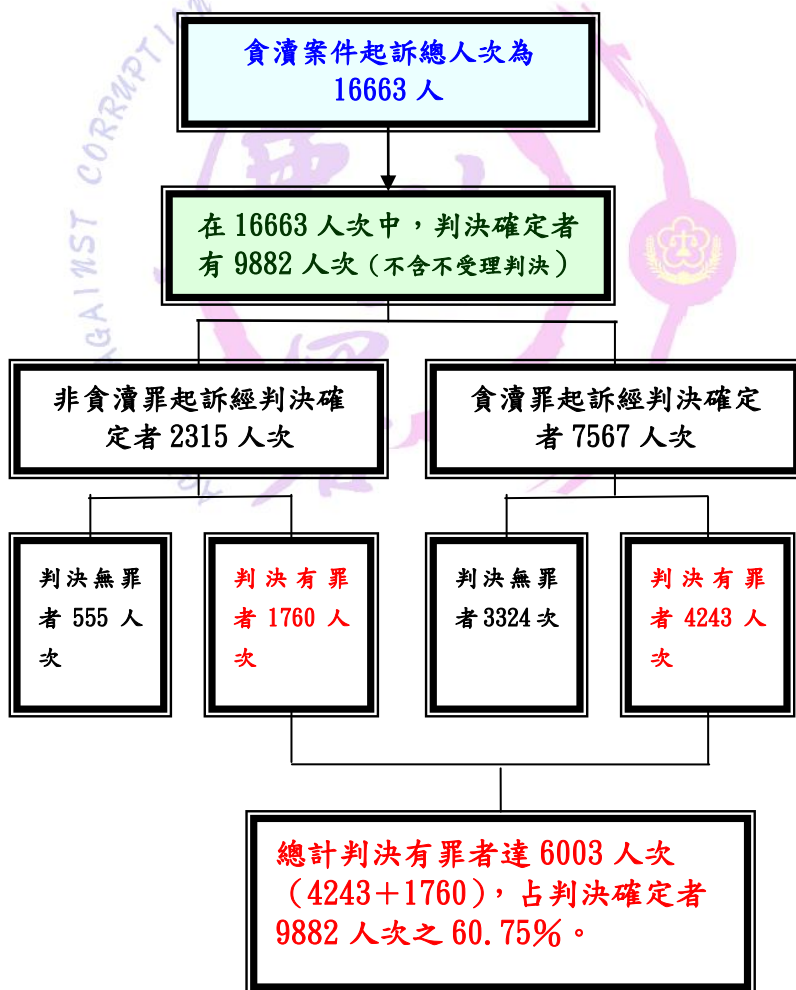 貪瀆案件起訴總人次為
16663 人
在 16663 人次中，判決確定者
有 9882 人次（不含不受理判決）
非貪瀆罪起訴經判決確
定者 2315 人次
貪瀆罪起訴經判決確定
者 7567 人次
判決無罪
者 555 人
次
判決有罪
者 1760 人
次
判決無罪
者 3324 次
判決有罪
者 4243 人
次
總計判決有罪者達 6003 人次
（4243＋1760），占判決確定者
9882 人次之 60.75％。
AGAINST CORRUPTION